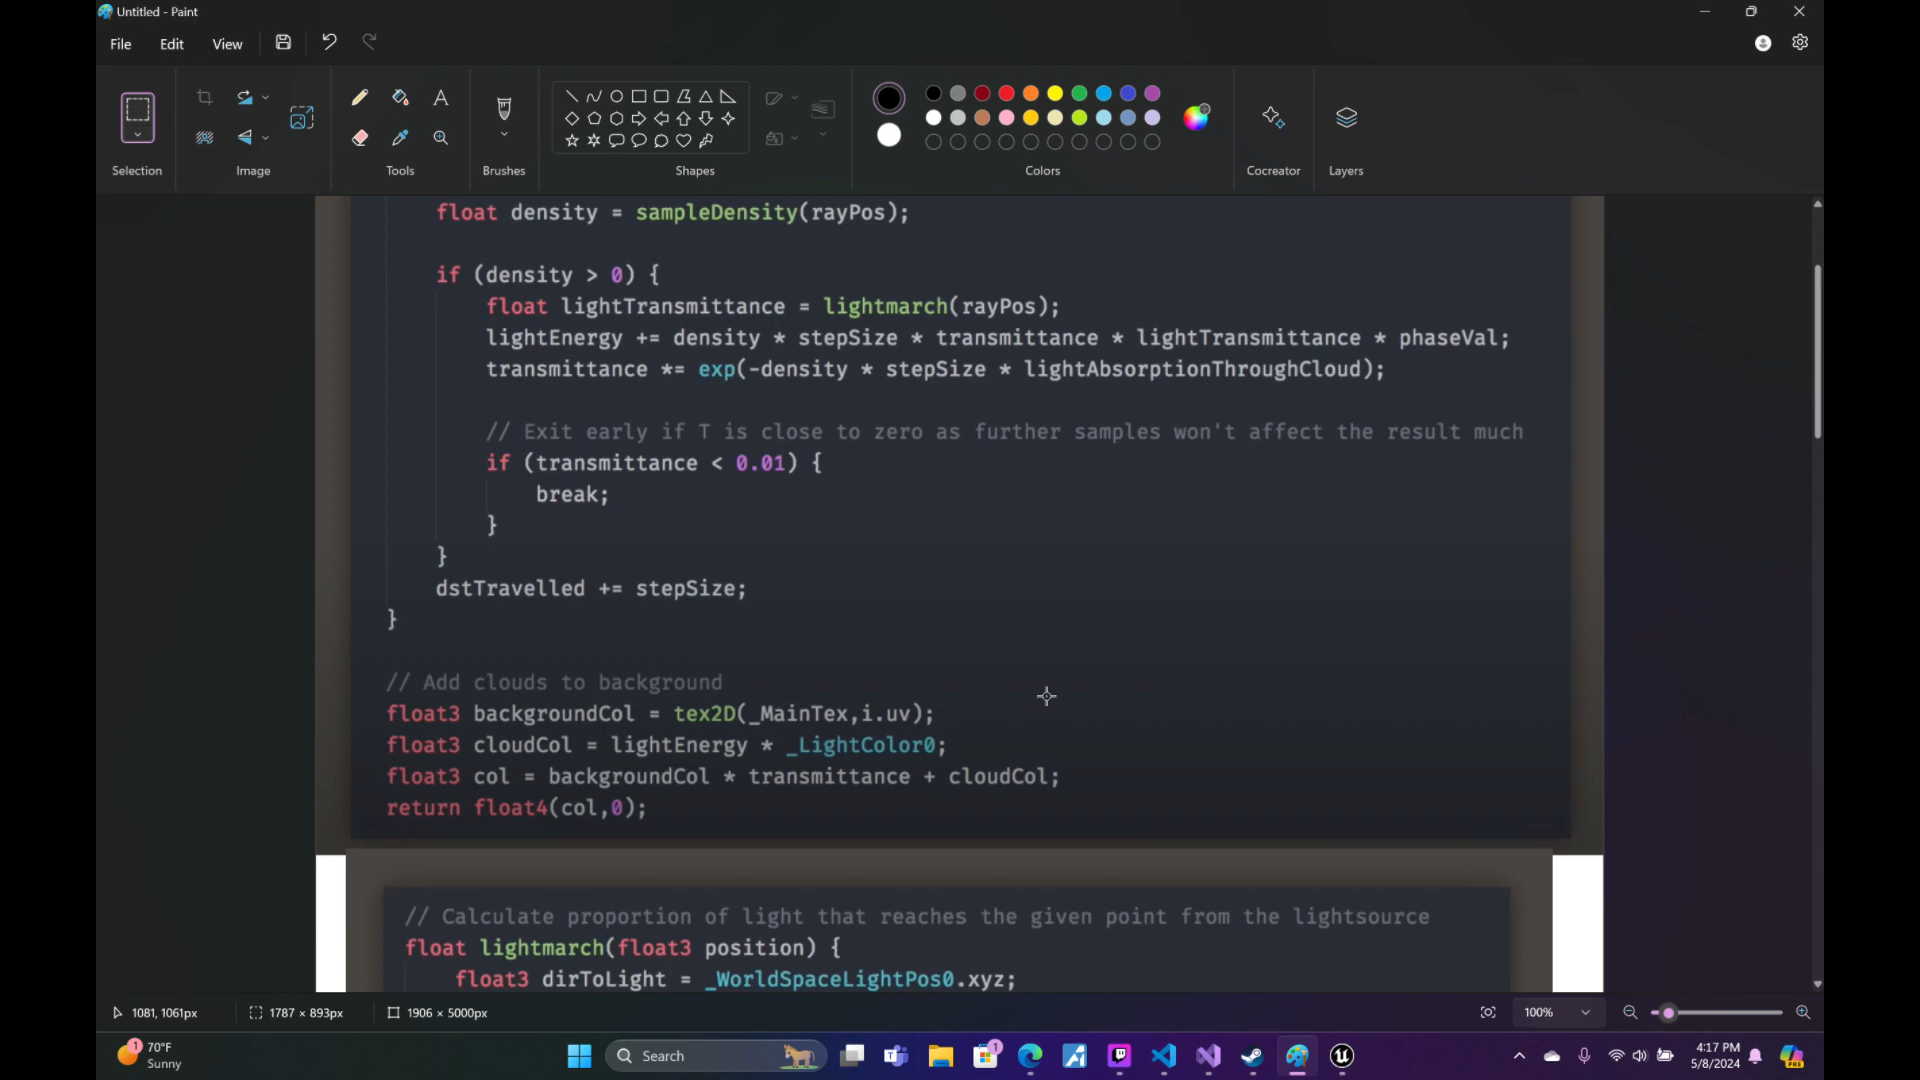 Untitled - Paint
File Edit View
Selection Image Tools Brushes Shapes Colors Cocreator Layers
float density = sampleDensity(rayPos);
if (density > 0) {
float lightTransmittance = lightmarch(rayPos);
lightEnergy += density * stepSize * transmittance * lightTransmittance * phaseVal;
transmittance *= exp(-density * stepSize * lightAbsorptionThroughCloud);
// Exit early if T is close to zero as further samples won't affect the result much
if (transmittance < 0.01) {
break;
}
}
dstTravelled += stepSize;
}
// Add clouds to background
float3 backgroundCol = tex2D(_MainTex,i.uv);
float3 cloudCol = lightEnergy * _LightColor0;
float3 col = backgroundCol * transmittance + cloudCol;
return float4(col,0);
// Calculate proportion of light that reaches the given point from the lightsource
float lightmarch(float3 position) {
float3 dirToLight = _WorldSpaceLightPos0.xyz;
1081, 1061px 1787 × 893px 1906 × 5000px 100%
1 70°F Search 1 4:17 PM
Sunny 5/8/2024 PRE